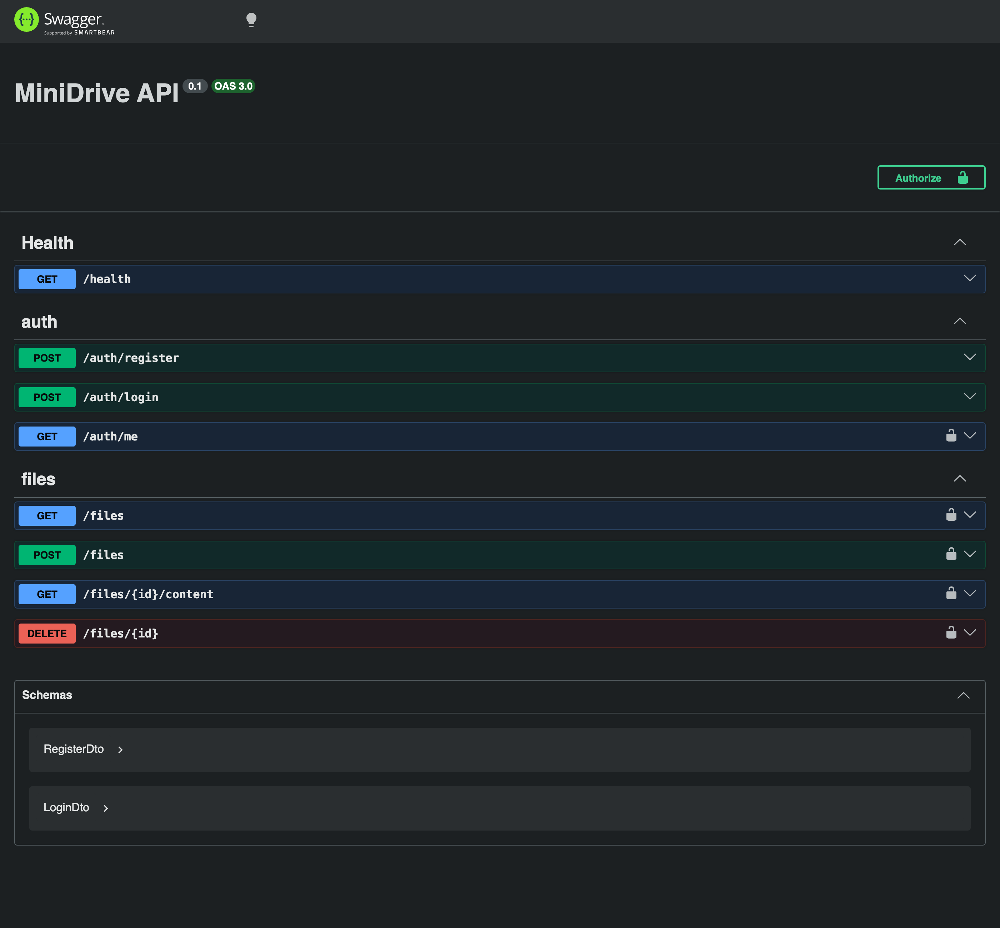 Swagger
Supported by SMARTBEAR
MiniDrive API 0.1 OAS 3.0
Authorize
Health
GET /health
auth
POST /auth/register
POST /auth/login
GET /auth/me
files
GET /files
POST /files
GET /files/{id}/content
DELETE /files/{id}
Schemas
RegisterDto
LoginDto